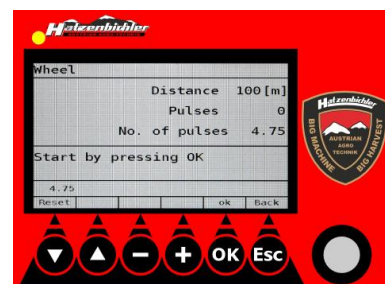 Hatzenbichler
Wheel
Distance 100[m]
Pulses 0
No. of pulses 4.75
Start by pressing OK
4.75
Reset ok Back
OK Esc
Hatzenbichler
BIG MACHINE
AUSTRIAN
AGRO
TECHNIK
BIG HARVEST